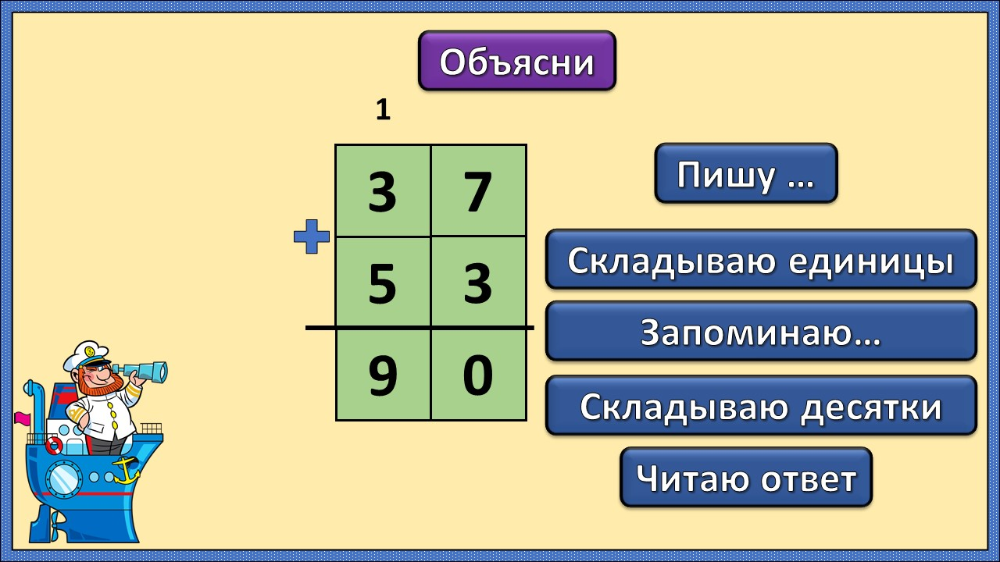 Объясни
1
3 7
5 3
9 0
Пишу ...
Складываю единицы
Запоминаю...
Складываю десятки
Читаю ответ